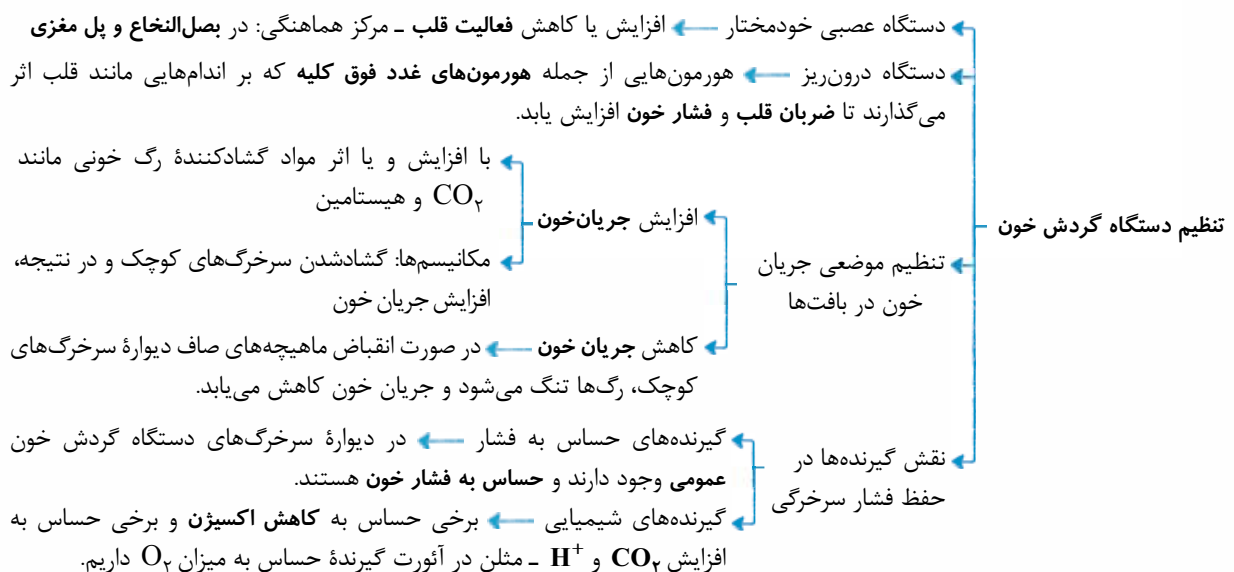 تنظیم دستگاه گردش خون
دستگاه عصبی خودمختار ← افزایش یا کاهش فعالیت قلب ـ مرکز هماهنگی: در بصل‌النخاع و پل مغزی
دستگاه درون‌ریز ← هورمون‌هایی از جمله هورمون‌های غدد فوق کلیه که بر اندام‌هایی مانند قلب اثر
می‌گذارند تا ضربان قلب و فشار خون افزایش یابد.
تنظیم موضعی جریان
خون در بافت‌ها
افزایش جریان‌خون
با افزایش و یا اثر مواد گشادکنندۀ رگ خونی مانند
CO₂ و هیستامین
مکانیسم‌ها: گشادشدن سرخرگ‌های کوچک و در نتیجه،
افزایش جریان خون
کاهش جریان خون ← در صورت انقباض ماهیچه‌های صاف دیوارۀ سرخرگ‌های
کوچک، رگ‌ها تنگ می‌شود و جریان خون کاهش می‌یابد.
نقش گیرنده‌ها در
حفظ فشار سرخرگی
گیرنده‌های حساس به فشار ← در دیوارۀ سرخرگ‌های دستگاه گردش خون
عمومی وجود دارند و حساس به فشار خون هستند.
گیرنده‌های شیمیایی ← برخی حساس به کاهش اکسیژن و برخی حساس به
افزایش CO₂ و H⁺ ـ مثلن در آئورت گیرندۀ حساس به میزان O₂ داریم.